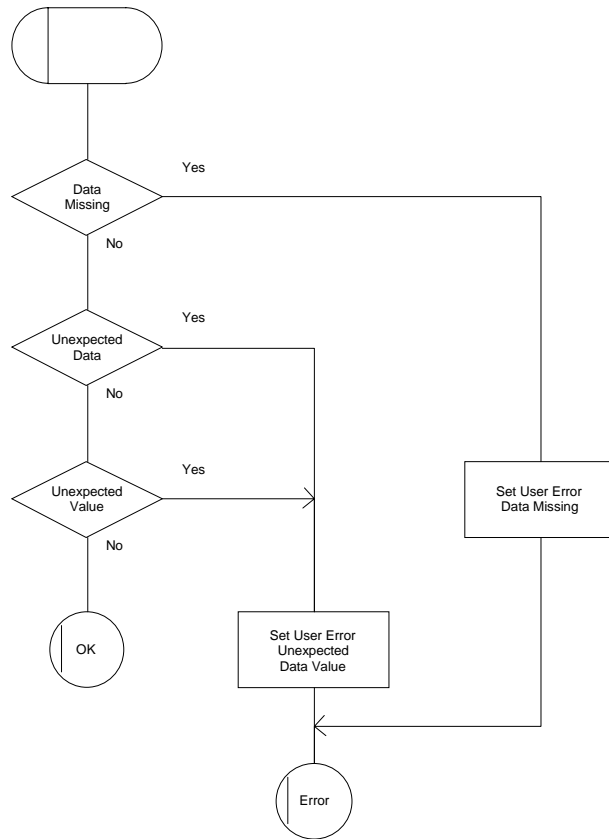 Yes
Data
Missing
No
Yes
Unexpected
Data
No
Yes
Unexpected
Value
Set User Error
Data Missing
No
OK
Set User Error
Unexpected
Data Value
Error